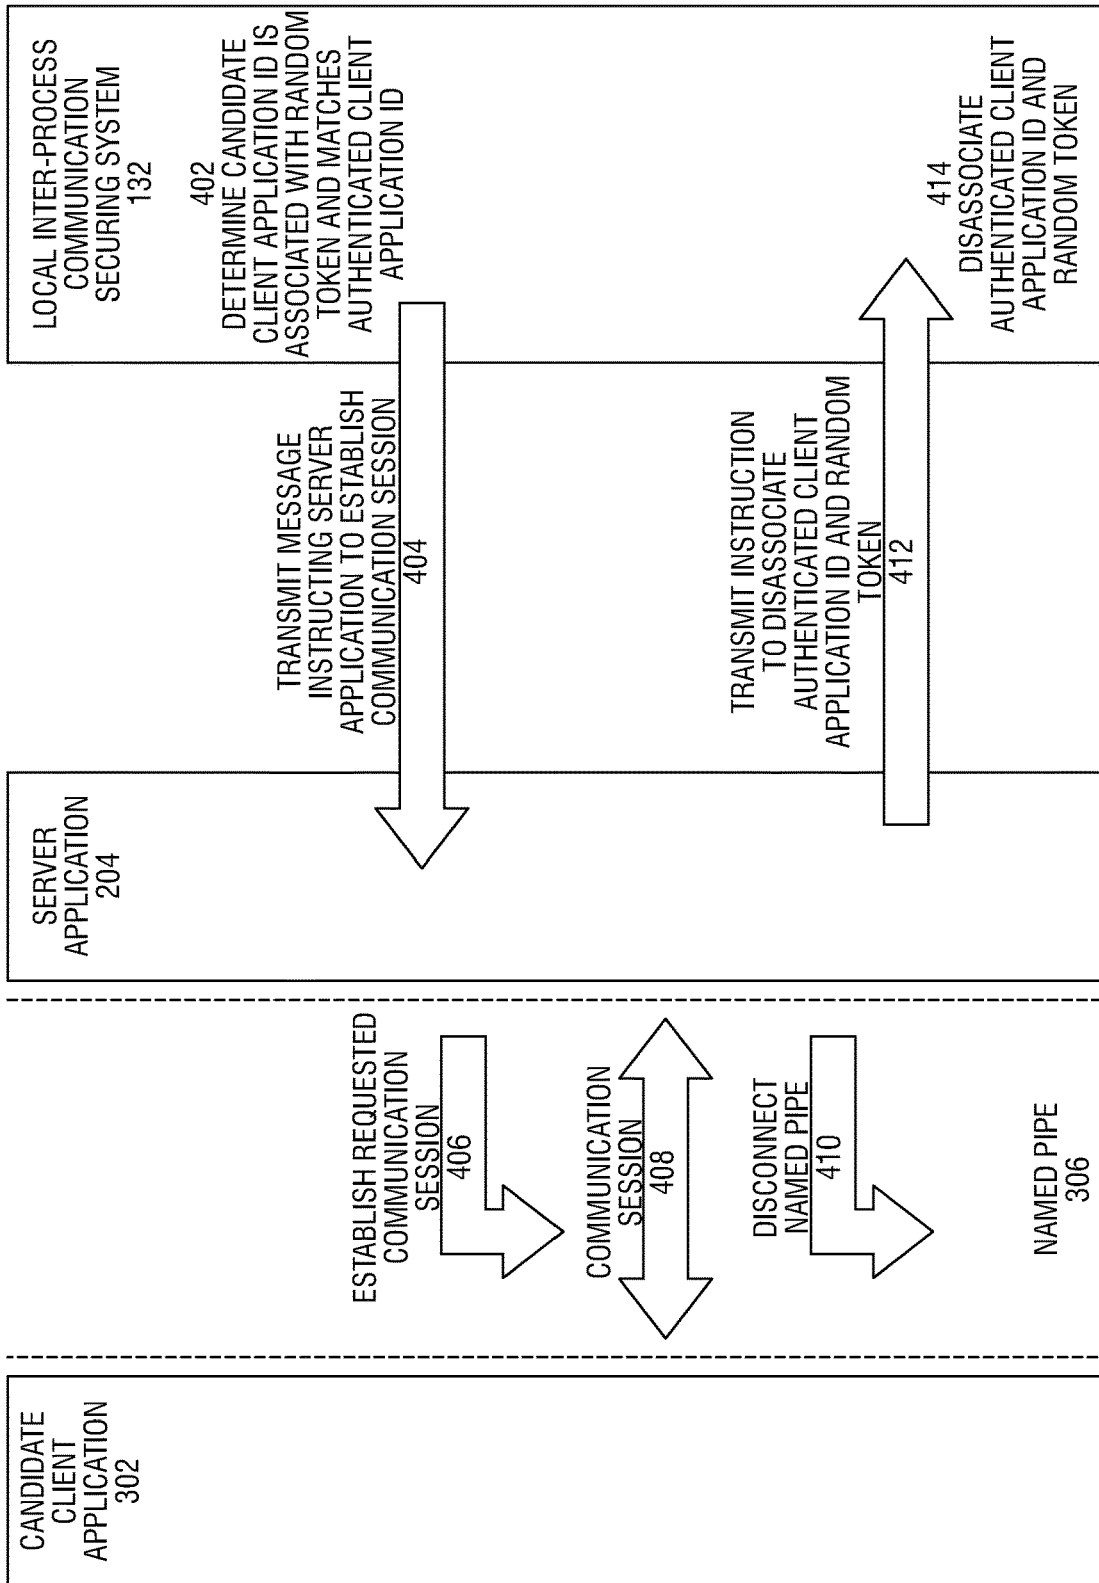 CANDIDATE
CLIENT
APPLICATION
302
SERVER
APPLICATION
204
LOCAL INTER-PROCESS
COMMUNICATION
SECURING SYSTEM
132
402
DETERMINE CANDIDATE
CLIENT APPLICATION ID IS
ASSOCIATED WITH RANDOM
TOKEN AND MATCHES
AUTHENTICATED CLIENT
APPLICATION ID
TRANSMIT MESSAGE
INSTRUCTING SERVER
APPLICATION TO ESTABLISH
COMMUNICATION SESSION
404
ESTABLISH REQUESTED
COMMUNICATION
SESSION
406
COMMUNICATION
SESSION
408
DISCONNECT
NAMED PIPE
410
TRANSMIT INSTRUCTION
TO DISASSOCIATE
AUTHENTICATED CLIENT
APPLICATION ID AND RANDOM
TOKEN
412
414
DISASSOCIATE
AUTHENTICATED CLIENT
APPLICATION ID AND
RANDOM TOKEN
NAMED PIPE
306